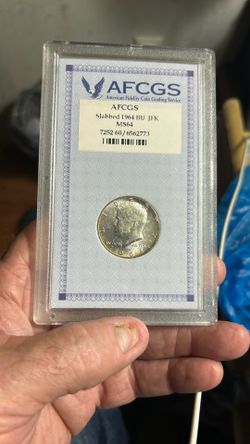 AFCGS
American Fidelity Coin Grading Service
AFCGS
Slabbed 1964 BU JFK
MS64
7252 60 / 6562773